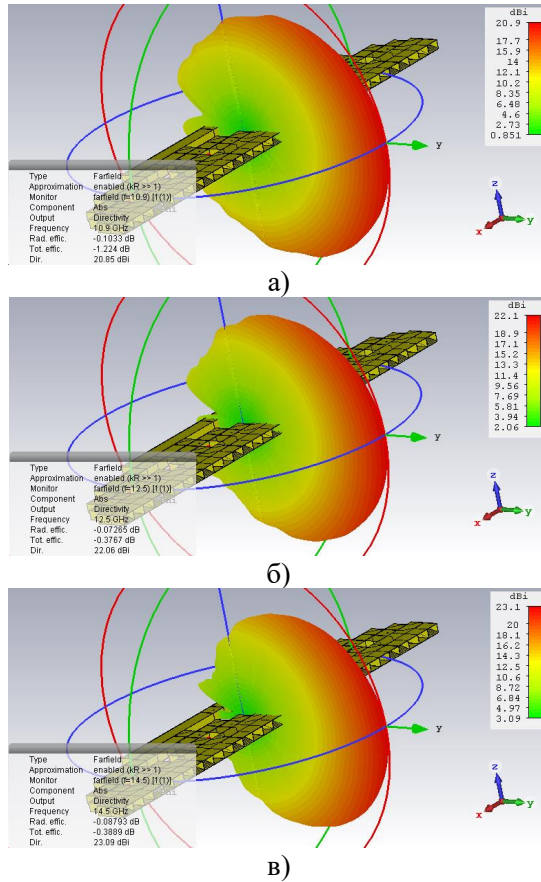 dBi
20.9
17.7
15.9
14
12.1
10.2
8.35
6.48
4.6
2.73
0.851
y
z
x
y
Type Farfield
Approximation enabled (kR >> 1)
Monitor farfield (f=10.9) [1(1)]
Component Abs
Output Directivity
Frequency 10.9 GHz
Rad. effic. -0.1033 dB
Tot. effic. -1.224 dB
Dir. 20.85 dBi
а)
dBi
22.1
18.9
17.1
15.2
13.3
11.4
9.56
7.69
5.81
3.94
2.06
y
z
x
y
Type Farfield
Approximation enabled (kR >> 1)
Monitor farfield (f=12.5) [1(1)]
Component Abs
Output Directivity
Frequency 12.5 GHz
Rad. effic. -0.07265 dB
Tot. effic. -0.3767 dB
Dir. 22.06 dBi
б)
dBi
23.1
20
18.1
16.2
14.3
12.5
10.6
8.72
6.84
4.97
3.09
y
z
x
y
Type Farfield
Approximation enabled (kR >> 1)
Monitor farfield (f=14.5) [1(1)]
Component Abs
Output Directivity
Frequency 14.5 GHz
Rad. effic. -0.08793 dB
Tot. effic. -0.3889 dB
Dir. 23.09 dBi
в)